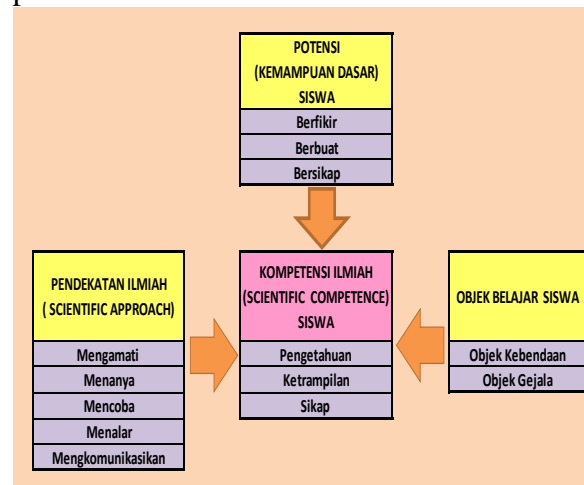 POTENSI
(KEMAMPUAN DASAR)
SISWA
Berfikir
Berbuat
Bersikap
PENDEKATAN ILMIAH
( SCIENTIFIC APPROACH)
Mengamati
Menanya
Mencoba
Menalar
Mengkomunikasikan
KOMPETENSI ILMIAH
(SCIENTIFIC COMPETENCE)
SISWA
Pengetahuan
Ketrampilan
Sikap
OBJEK BELAJAR SISWA
Objek Kebendaan
Objek Gejala